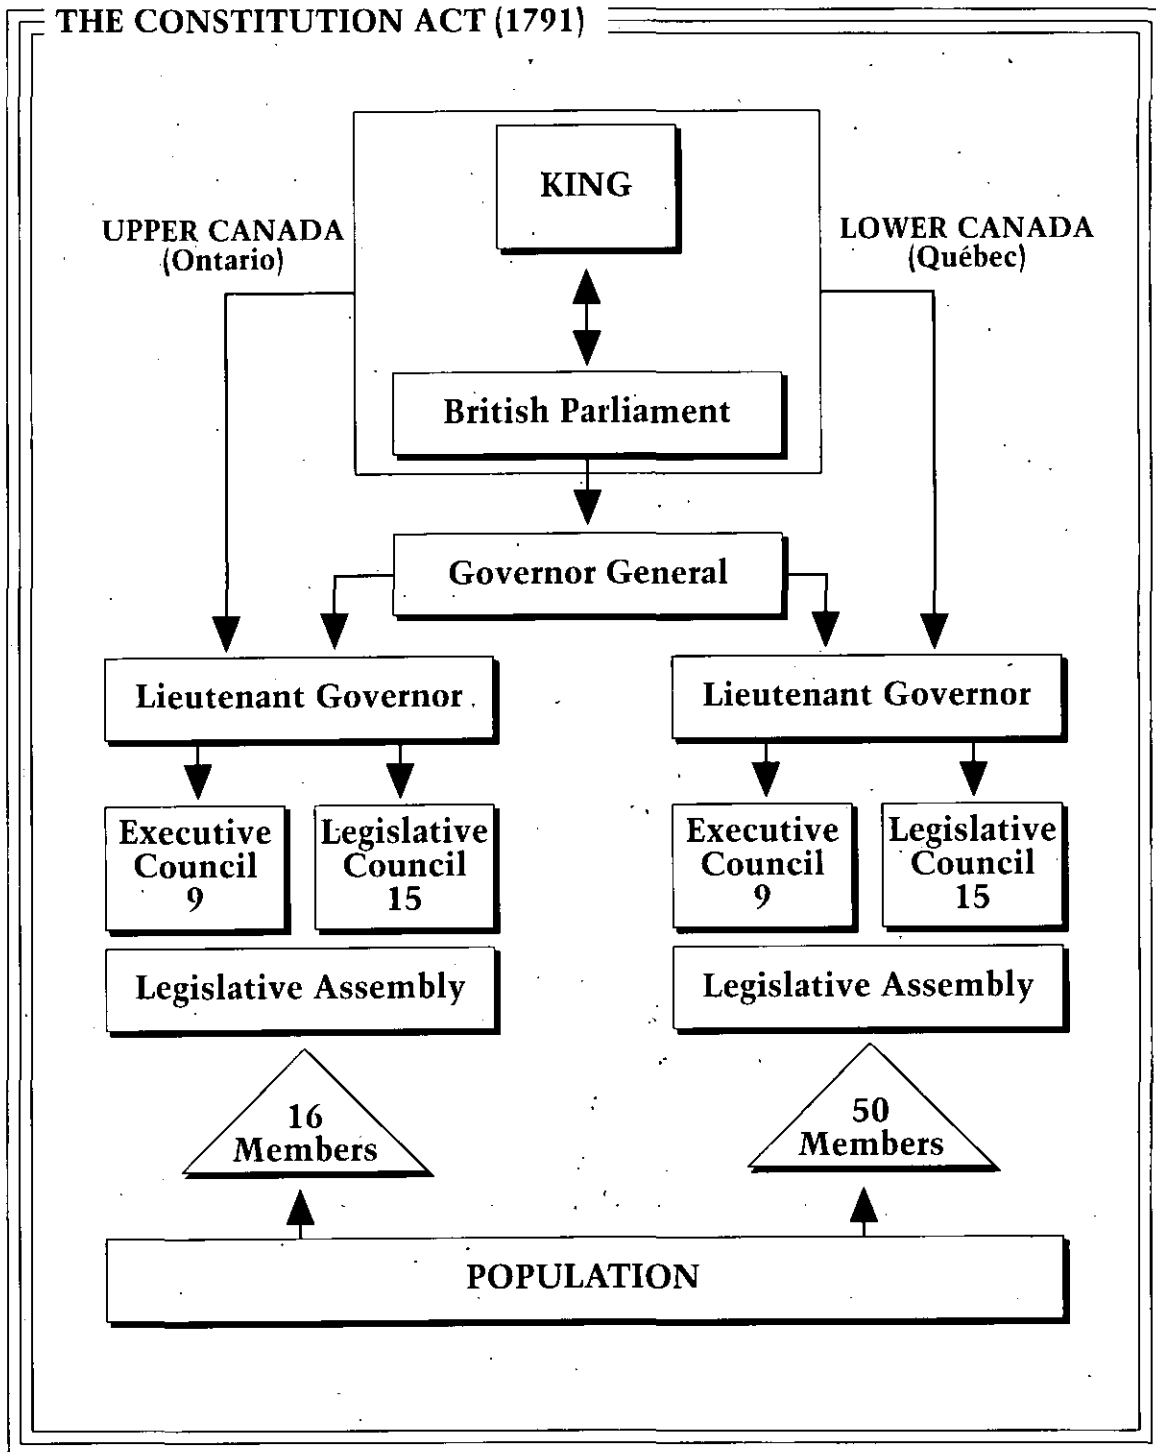 THE CONSTITUTION ACT (1791)
KING
UPPER CANADA
(Ontario)
LOWER CANADA
(Québec)
British Parliament
Governor General
Lieutenant Governor
Lieutenant Governor
Executive
Council
9
Legislative
Council
15
Executive
Council
9
Legislative
Council
15
Legislative Assembly
Legislative Assembly
16
Members
50
Members
POPULATION